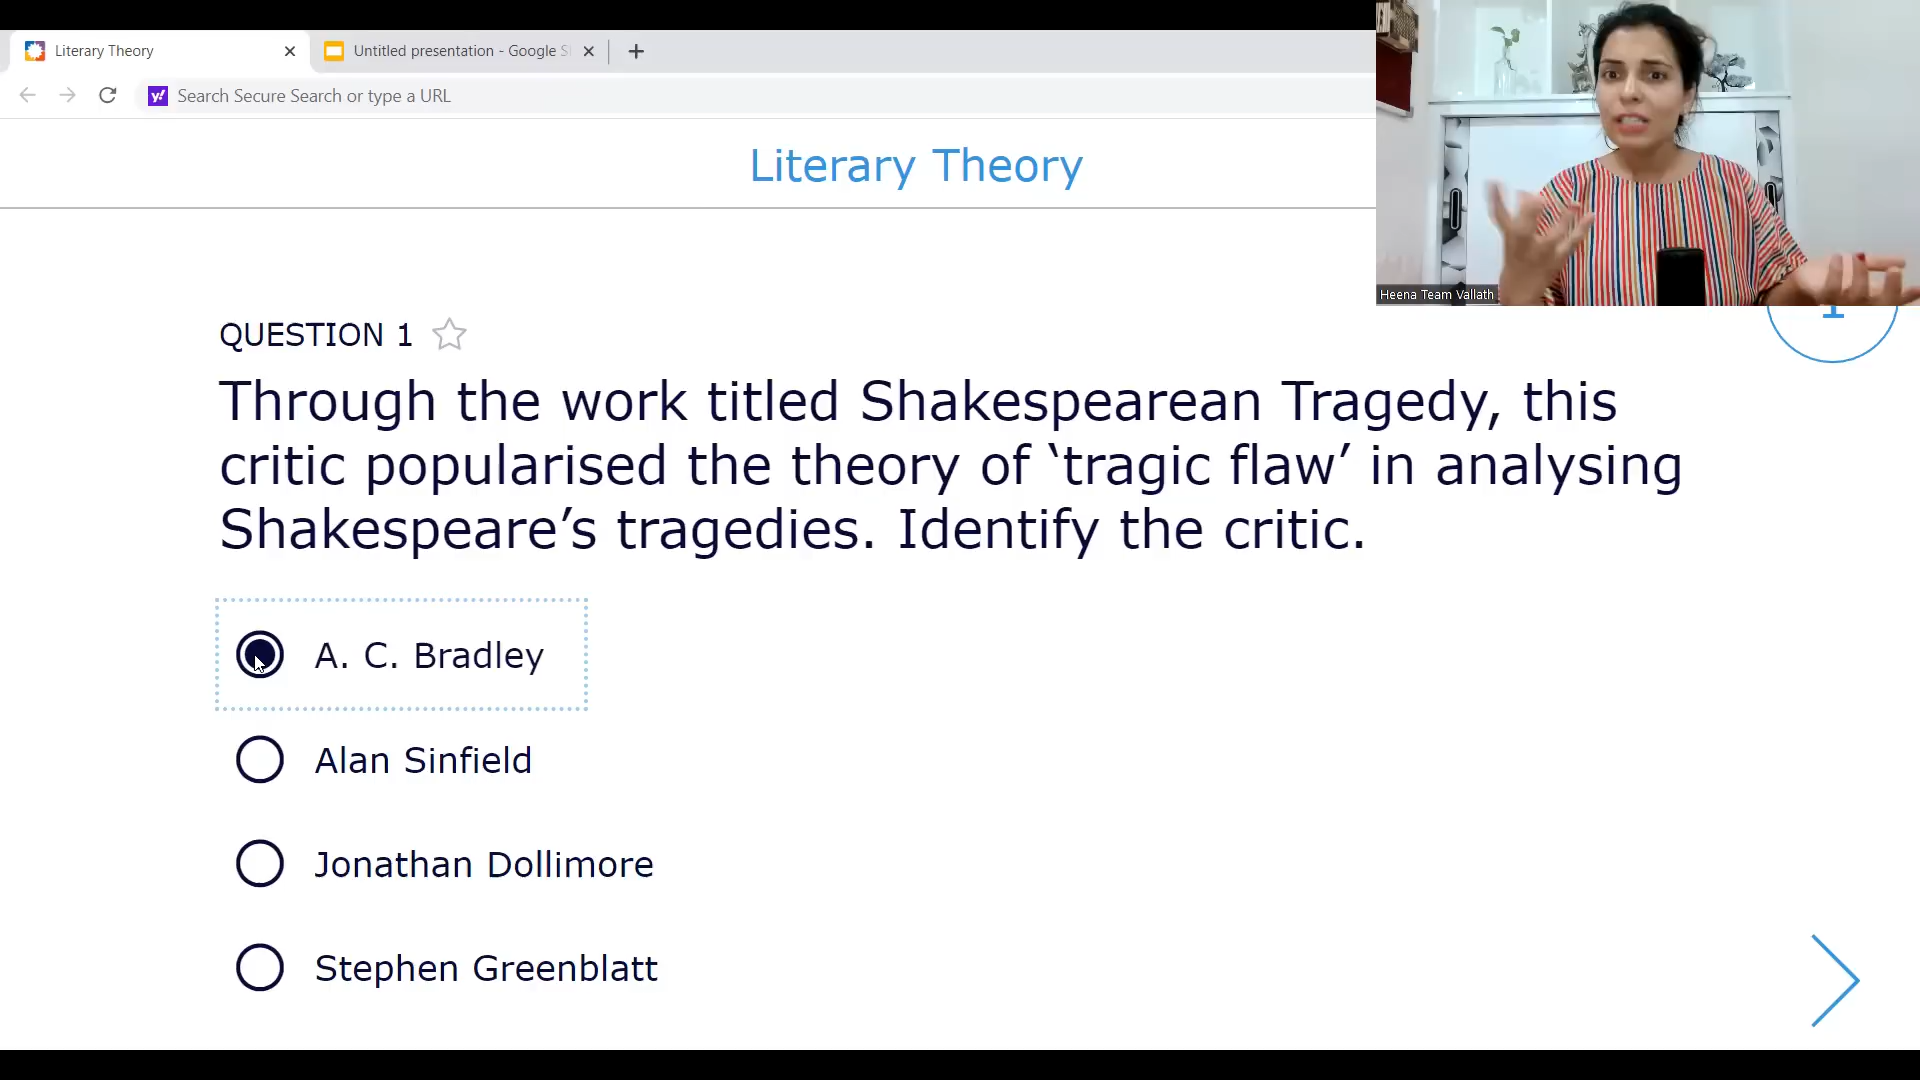 Literary Theory
Untitled presentation - Google S
Search Secure Search or type a URL
Literary Theory
Heena Team Vallath
1
QUESTION 1
Through the work titled Shakespearean Tragedy, this
critic popularised the theory of ‘tragic flaw’ in analysing
Shakespeare’s tragedies. Identify the critic.
A. C. Bradley
Alan Sinfield
Jonathan Dollimore
Stephen Greenblatt